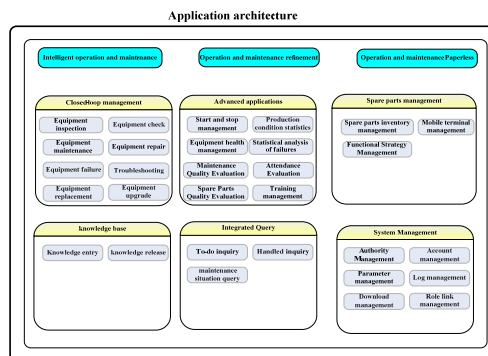 Application architecture
Intelligent operation and maintenance
Operation and maintenance refinement
Operation and maintenance Paperless
Closed-loop management
Equipment
inspection
Equipment check
Equipment
maintenance
Equipment repair
Equipment failure
Troubleshooting
Equipment
replacement
Equipment
upgrade
Advanced applications
Start and stop
management
Production
condition statistics
Equipment health
management
Statistical analysis
of failures
Maintenance
Quality Evaluation
Attendance
Evaluation
Spare Parts
Quality Evaluation
Training
management
Spare parts management
Spare parts inventory
management
Mobile terminal
management
Functional Strategy
Management
knowledge base
Knowledge entry
knowledge release
Integrated Query
To-do inquiry
Handled inquiry
maintenance
situation query
System Management
Authority
Management
Account
management
Parameter
management
Log management
Download
management
Role link
management